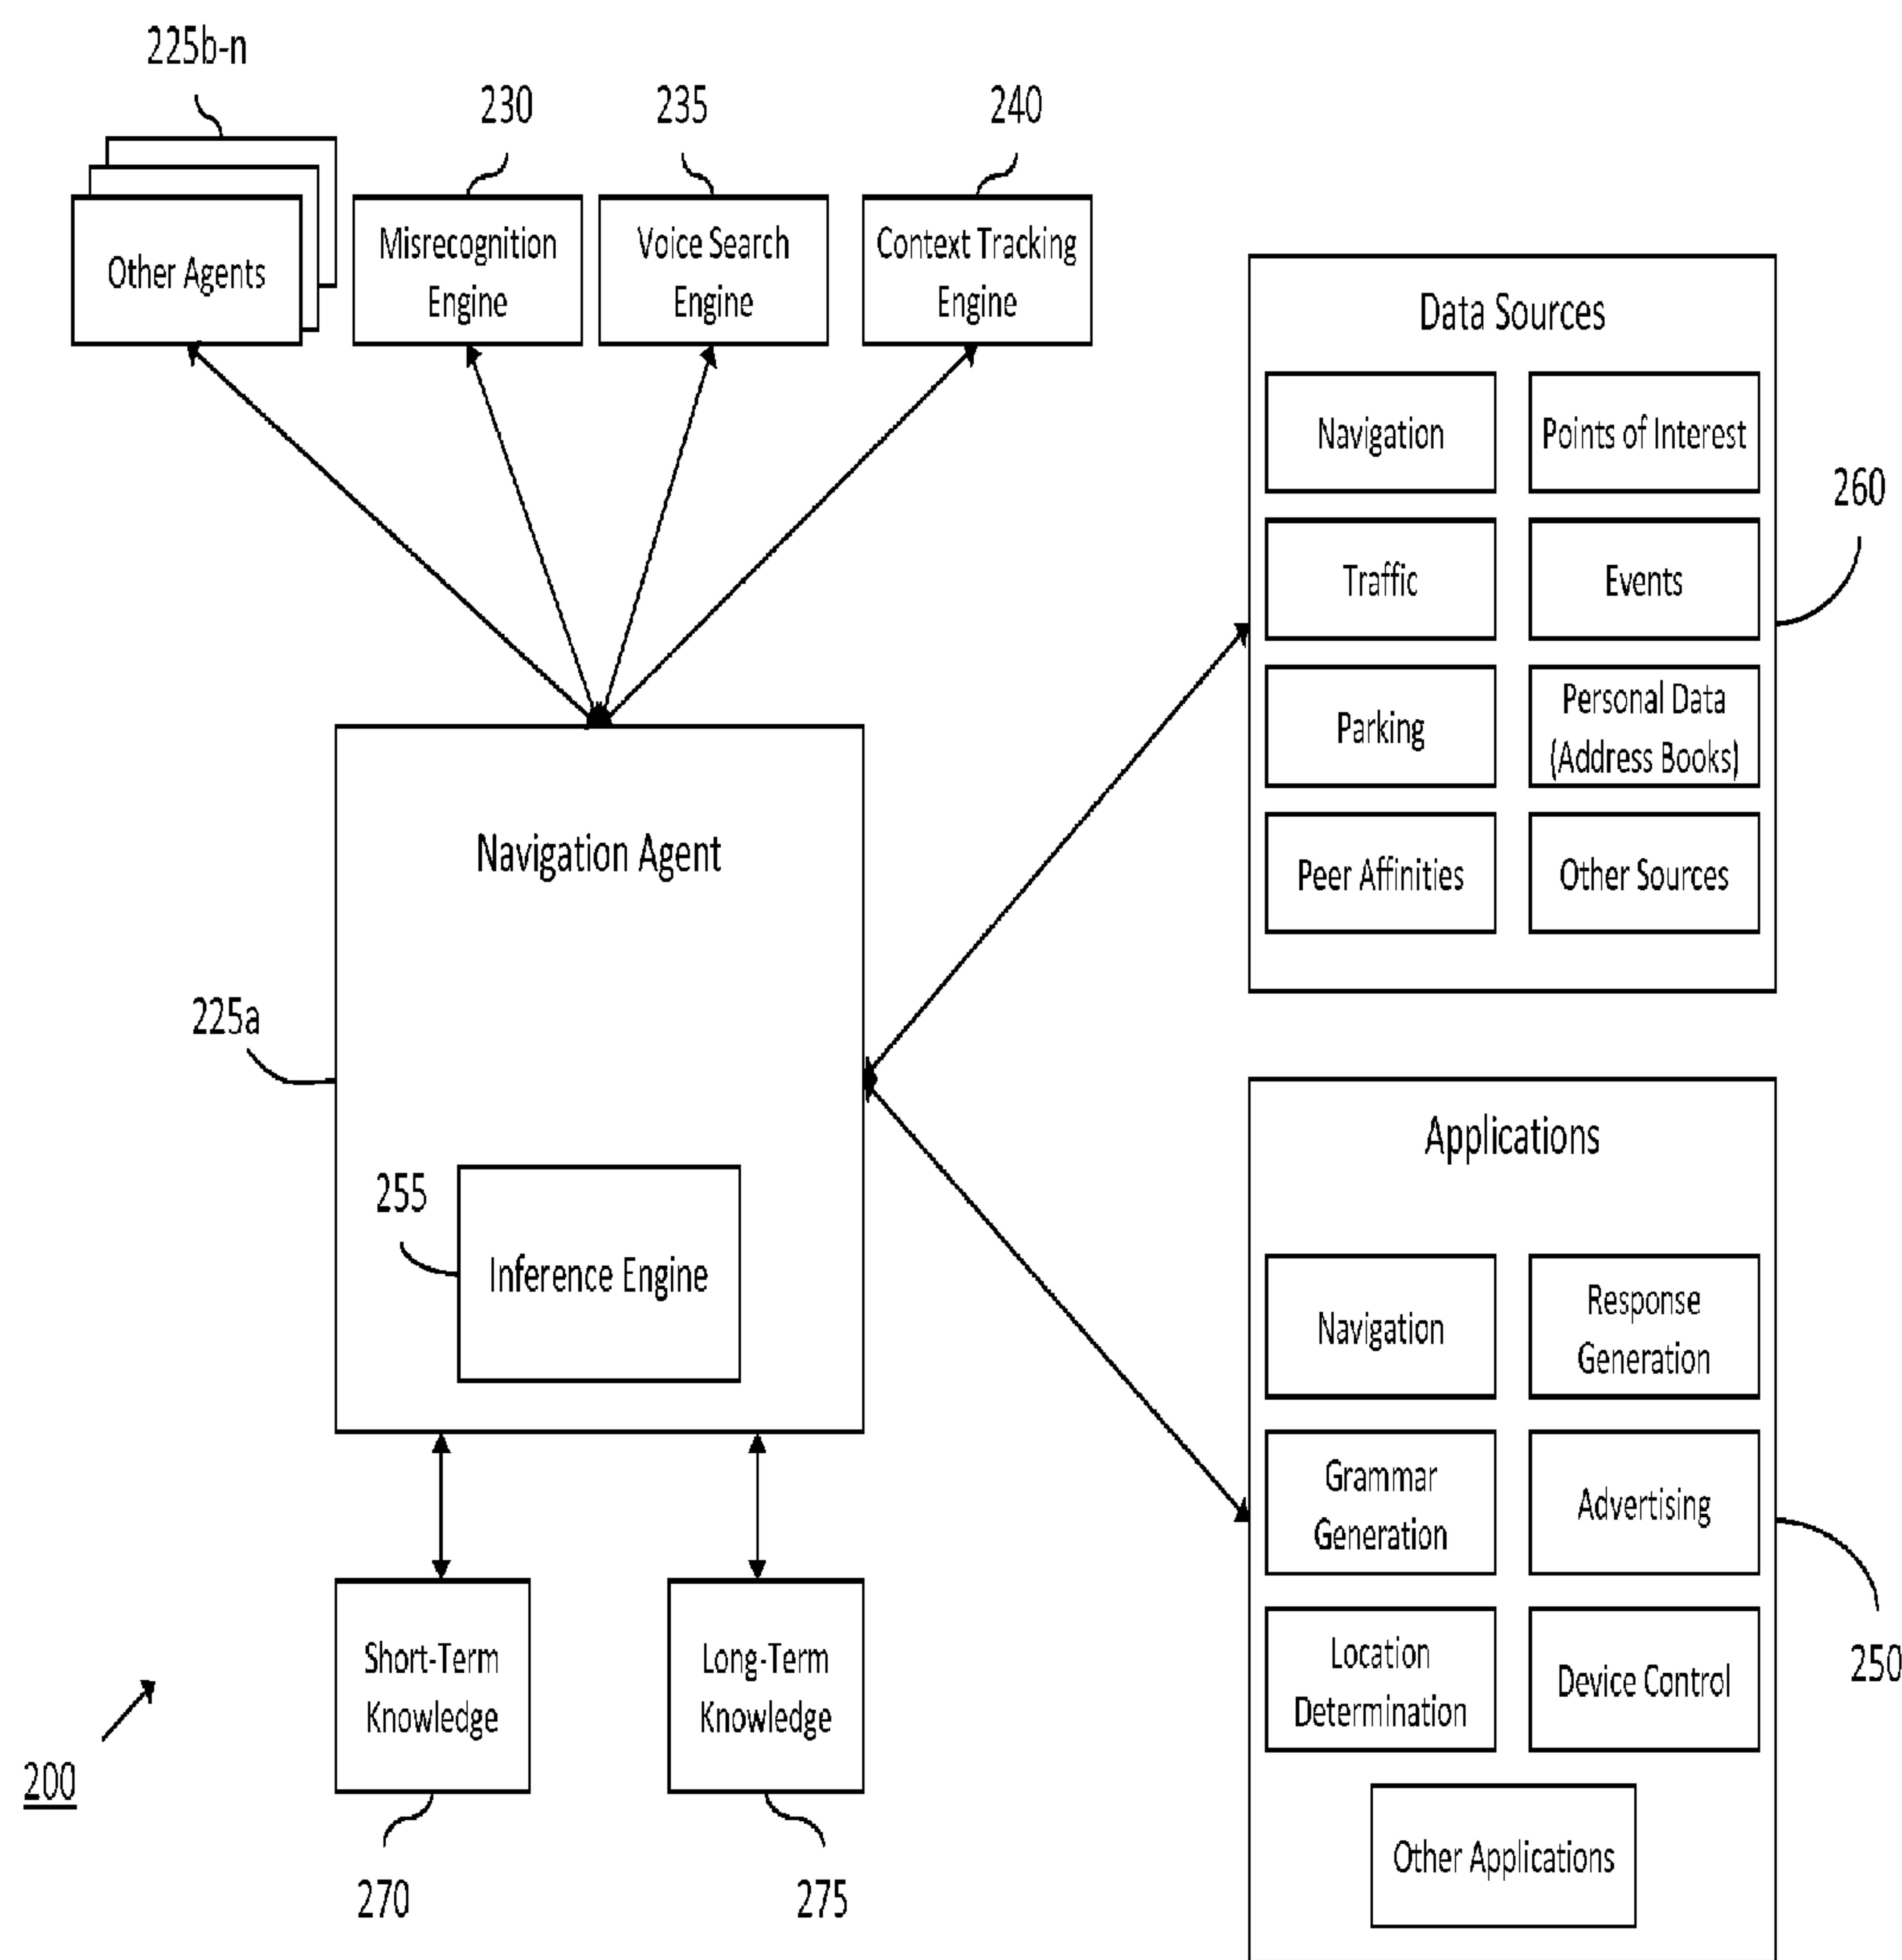 225b-n
230
235
240
Other Agents
Misrecognition
Engine
Voice Search
Engine
Context Tracking
Engine
Data Sources
Navigation
Points of Interest
260
Traffic
Events
Parking
Personal Data
(Address Books)
Peer Affinities
Other Sources
Navigation Agent
225a
255
Inference Engine
Applications
Navigation
Response
Generation
Grammar
Generation
Advertising
250
Location
Determination
Device Control
Other Applications
Short-Term
Knowledge
Long-Term
Knowledge
200
270
275